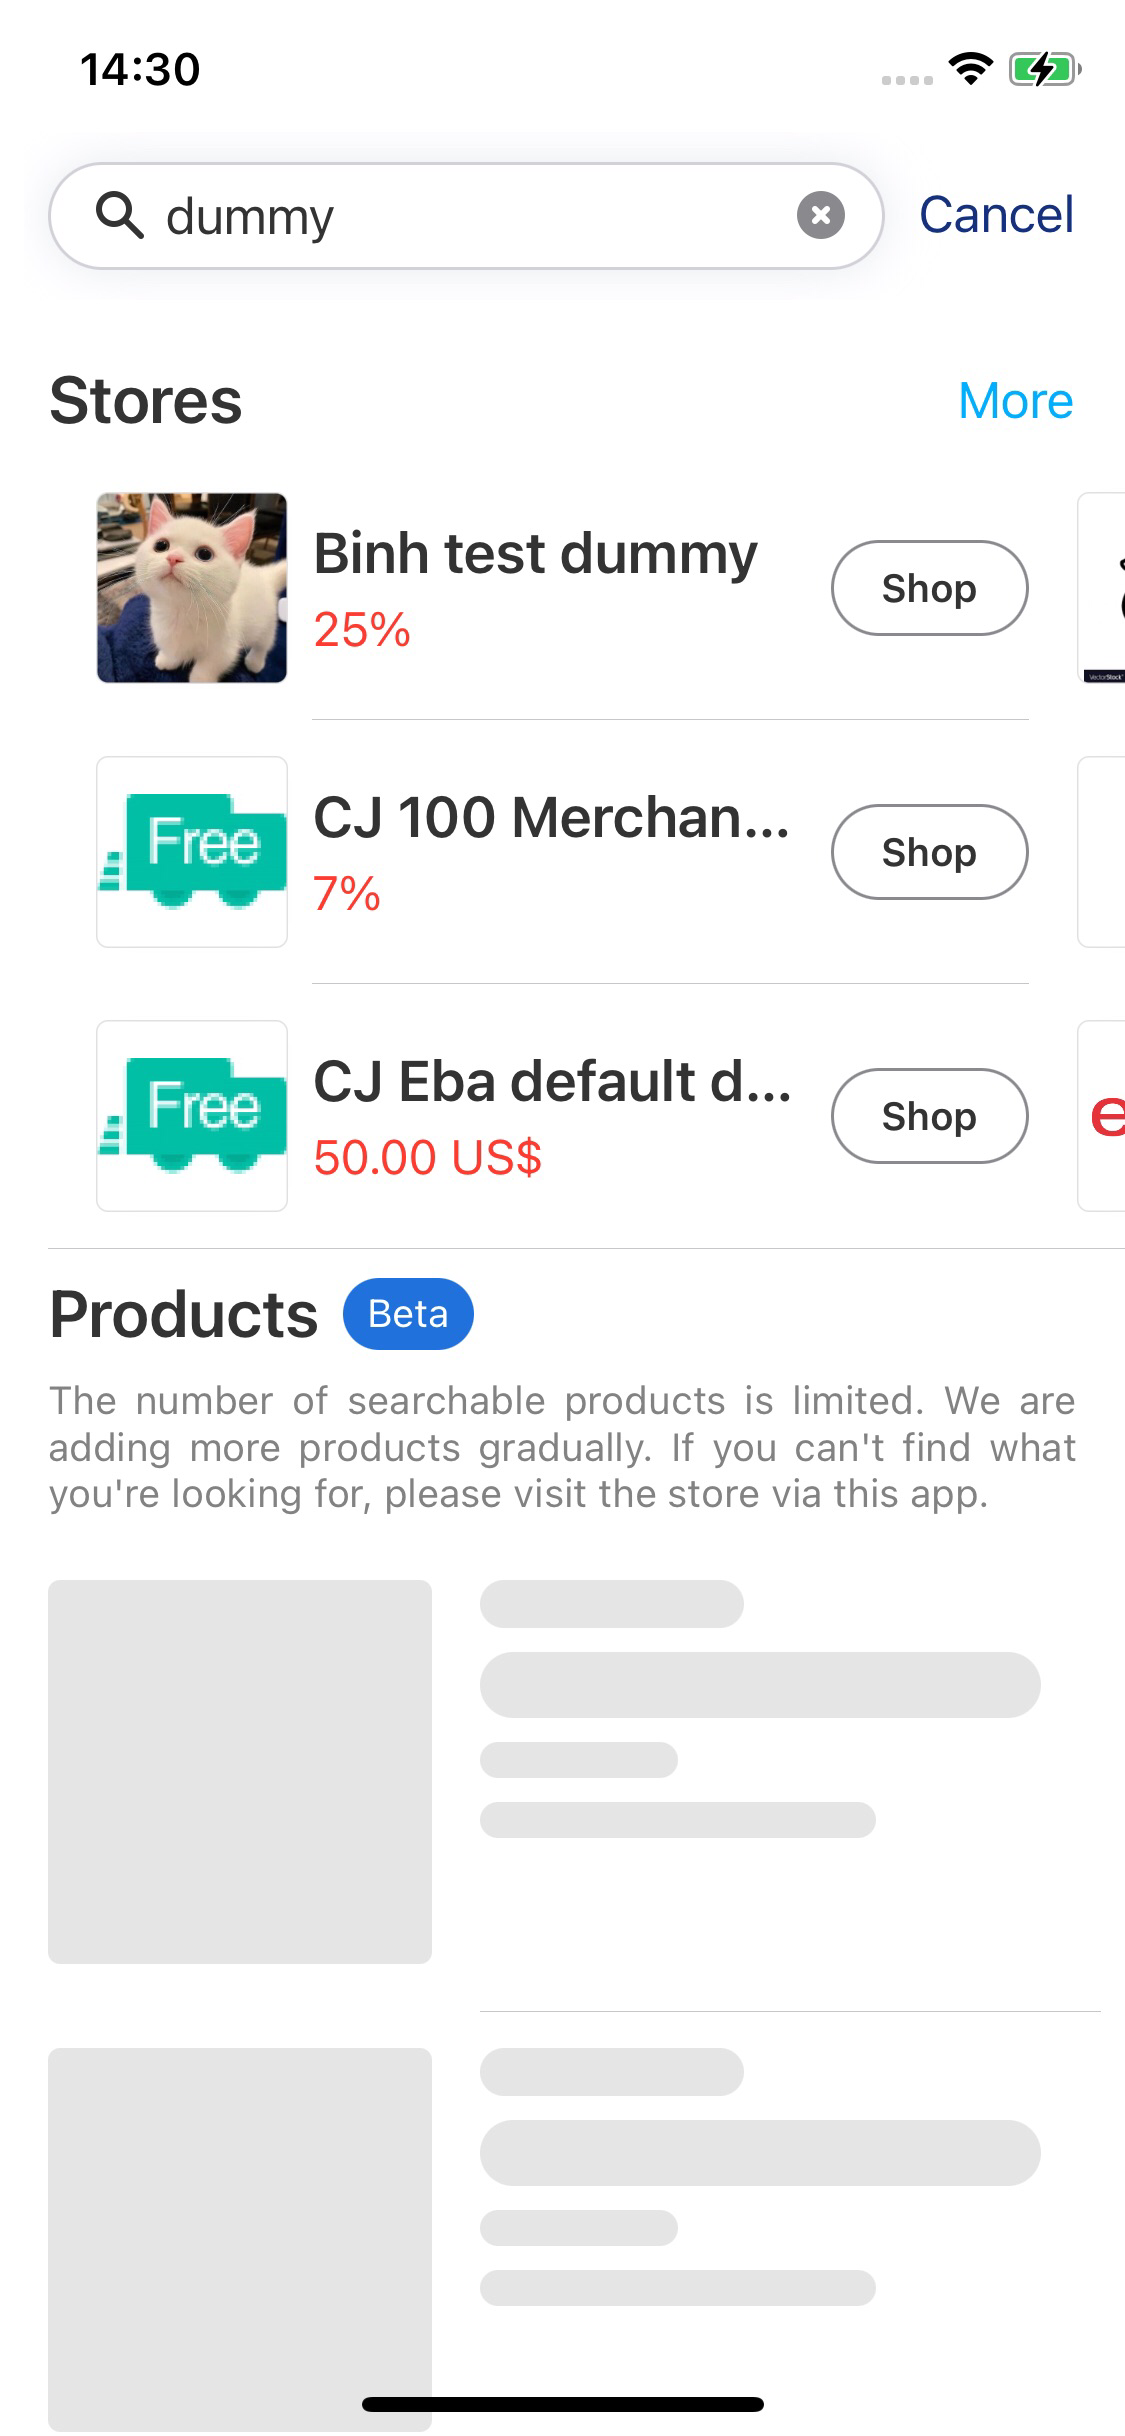 14:30
dummy
Cancel
Stores
More
Binh test dummy
25%
Shop
VectorStock
Free
CJ 100 Merchan...
7%
Shop
Free
CJ Eba default d...
50.00 US$
Shop
e
Products
Beta
The number of searchable products is limited. We are
adding more products gradually. If you can't find what
you're looking for, please visit the store via this app.